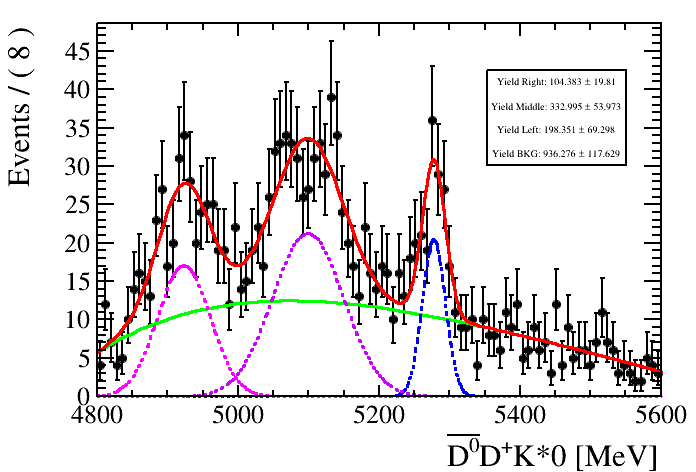 Events / ( 8 )
45
40
35
30
25
20
15
10
5
0
Yield Right: 104.383 ± 19.81
Yield Middle: 332.995 ± 53.973
Yield Left: 198.351 ± 69.298
Yield BKG: 936.276 ± 117.629
4800 5000 5200 5400 5600
D⁰D⁺K*0 [MeV]